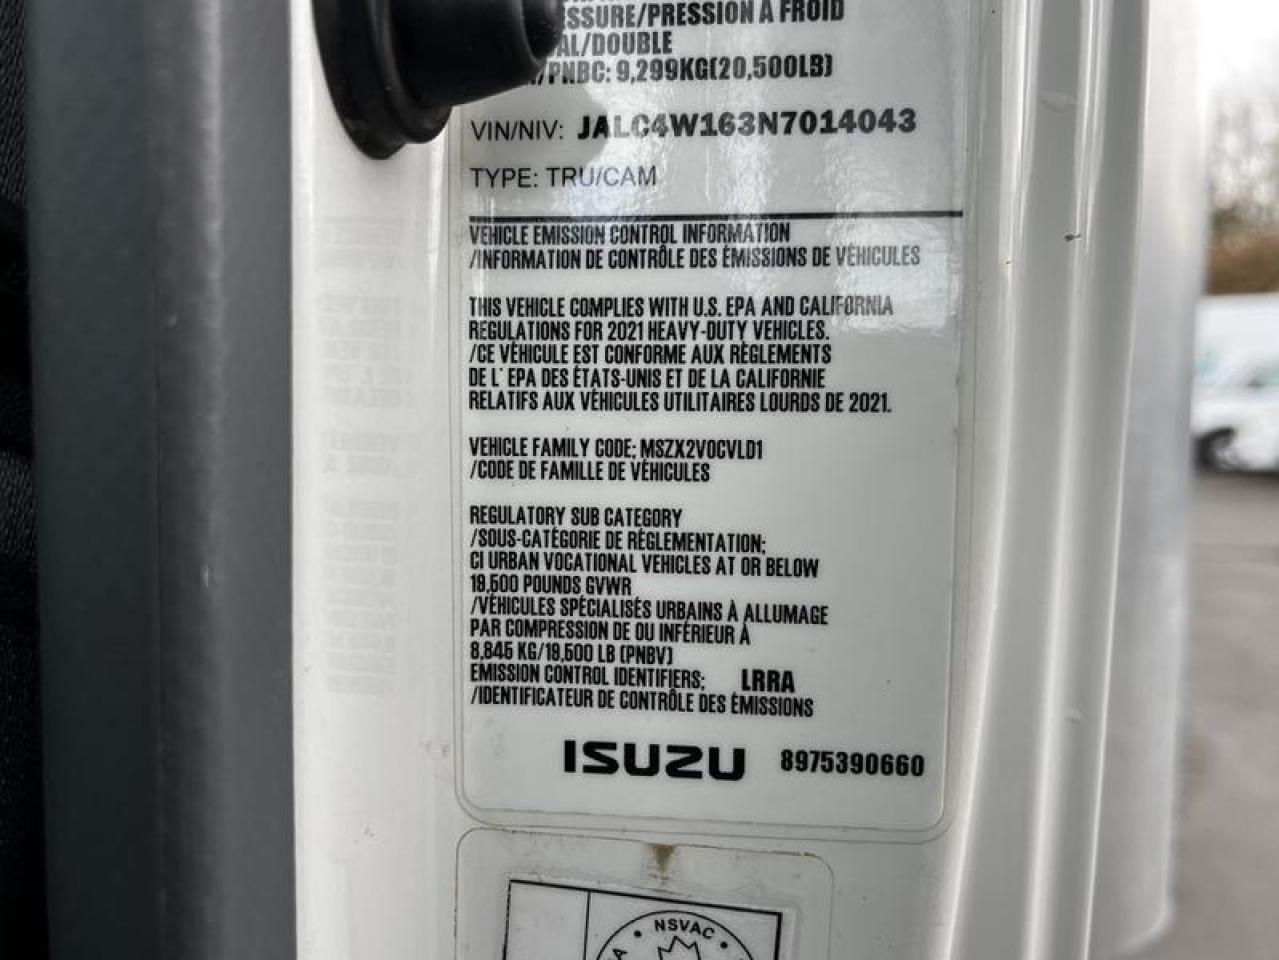 ESSURE/PRESSION À FROID
AL/DOUBLE
/PNBC: 9,299KG(20,500LB)
VIN/NIV: JALC4W163N7014043
TYPE: TRU/CAM
VEHICLE EMISSION CONTROL INFORMATION
/INFORMATION DE CONTRÔLE DES ÉMISSIONS DE VÉHICULES
THIS VEHICLE COMPLIES WITH U.S. EPA AND CALIFORNIA
REGULATIONS FOR 2021 HEAVY-DUTY VEHICLES.
/CE VÉHICULE EST CONFORME AUX RÈGLEMENTS
DE L' EPA DES ÉTATS-UNIS ET DE LA CALIFORNIE
RELATIFS AUX VÉHICULES UTILITAIRES LOURDS DE 2021.
VEHICLE FAMILY CODE: MSZX2VOCVLD1
/CODE DE FAMILLE DE VÉHICULES
REGULATORY SUB CATEGORY
/SOUS-CATÉGORIE DE RÉGLEMENTATION:
CI URBAN VOCATIONAL VEHICLES AT OR BELOW
19,500 POUNDS GVWR
/VÉHICULES SPÉCIALISÉS URBAINS À ALLUMAGE
PAR COMPRESSION DE OU INFÉRIEUR À
8,845 KG/19,500 LB (PNBV)
EMISSION CONTROL IDENTIFIERS: LRRA
/IDENTIFICATEUR DE CONTRÔLE DES ÉMISSIONS
ISUZU 8975390660
NSVAC